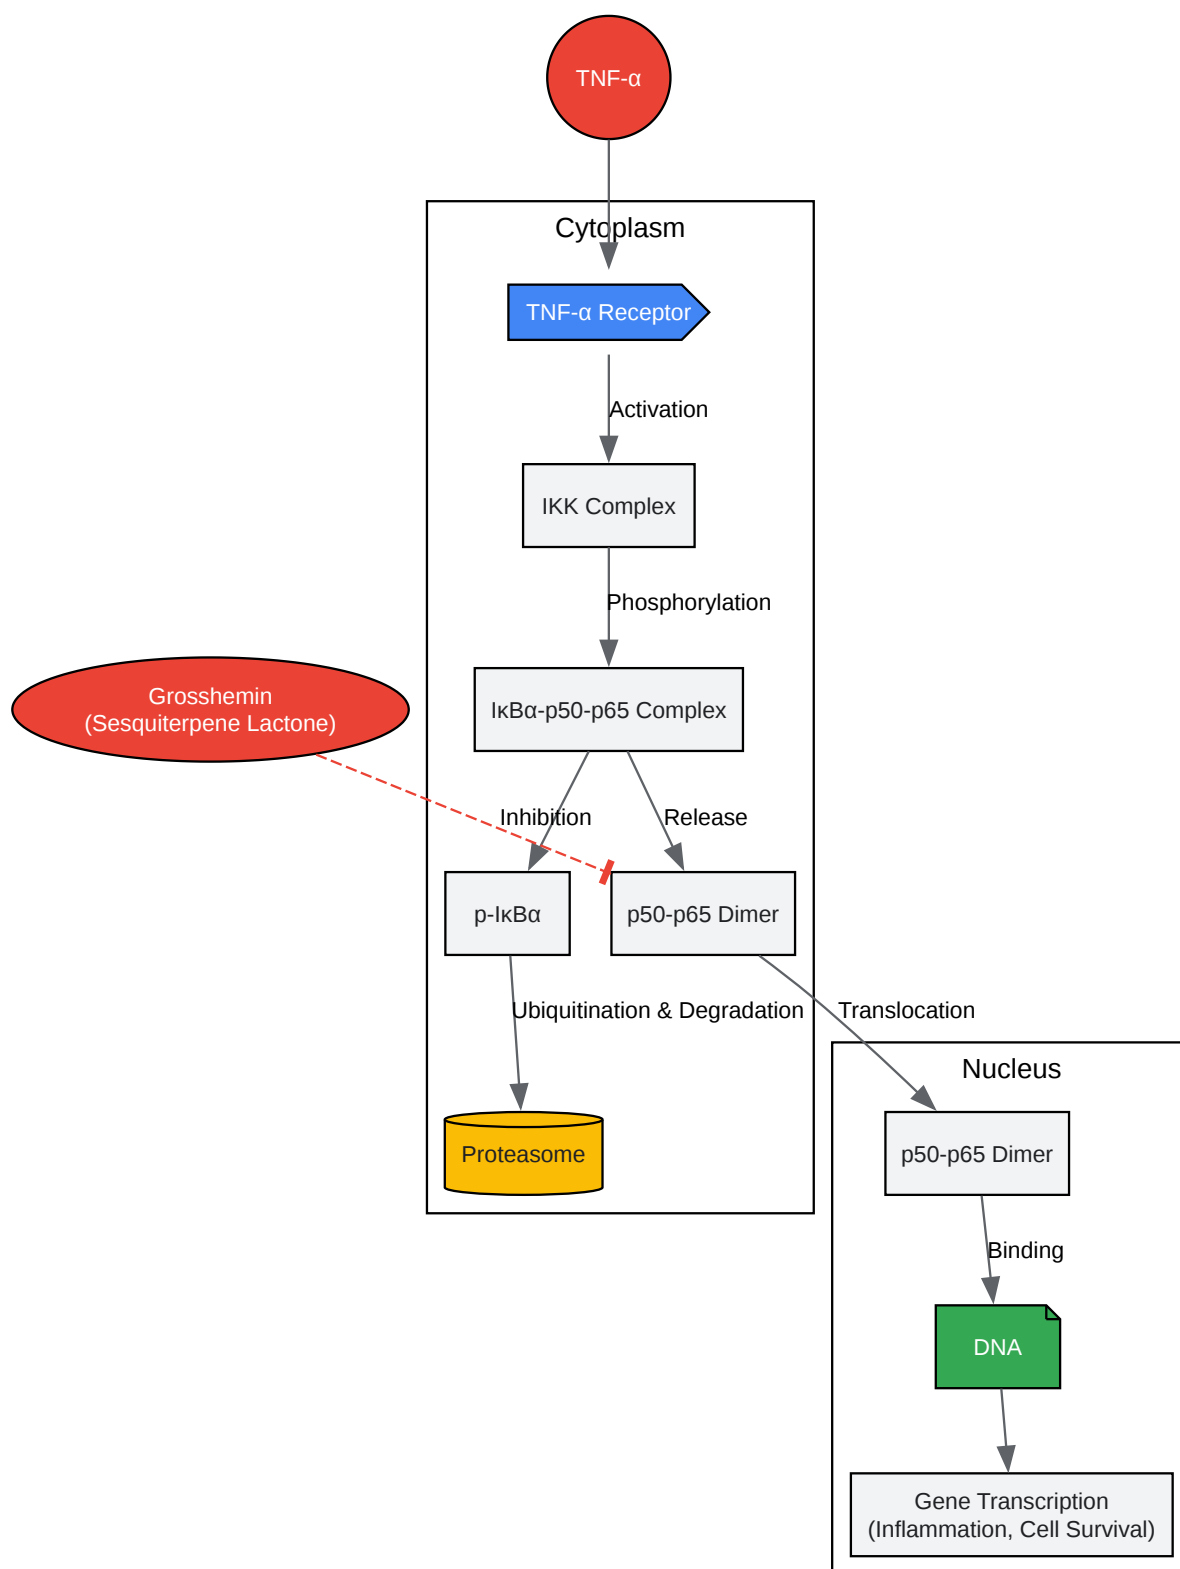 TNF-α
Cytoplasm
TNF-α Receptor
Activation
IKK Complex
Phosphorylation
Grosshemin
(Sesquiterpene Lactone)
IκBα-p50-p65 Complex
Inhibition
Release
p-IκBα
p50-p65 Dimer
Ubiquitination & Degradation
Translocation
Nucleus
Proteasome
p50-p65 Dimer
Binding
DNA
Gene Transcription
(Inflammation, Cell Survival)